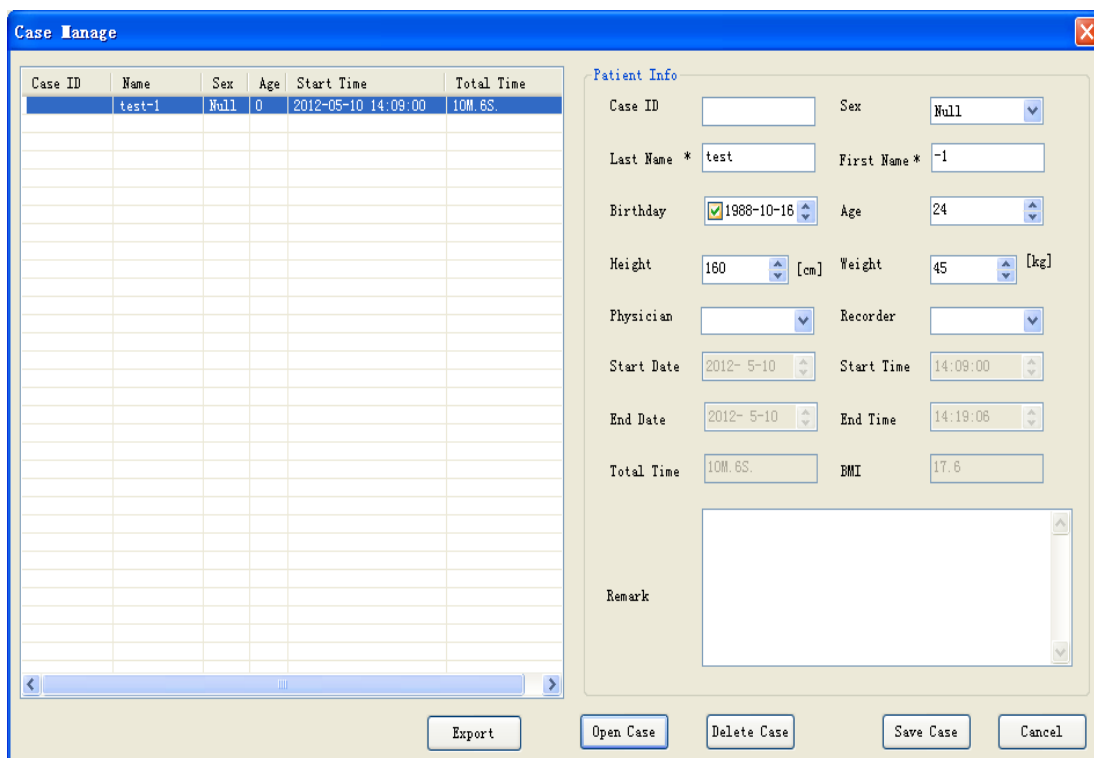 Case Manage
Case ID Name Sex Age Start Time Total Time
test-1 Null 0 2012-05-10 14:09:00 10M.6S.
Patient Info
Case ID Sex Null
Last Name * test First Name * -1
Birthday 1988-10-16 Age 24
Height 160 [cm] Weight 45 [kg]
Physician Recorder
Start Date 2012- 5-10 Start Time 14:09:00
End Date 2012- 5-10 End Time 14:19:06
Total Time 10M.6S. BMI 17.6
Remark
Export Open Case Delete Case Save Case Cancel